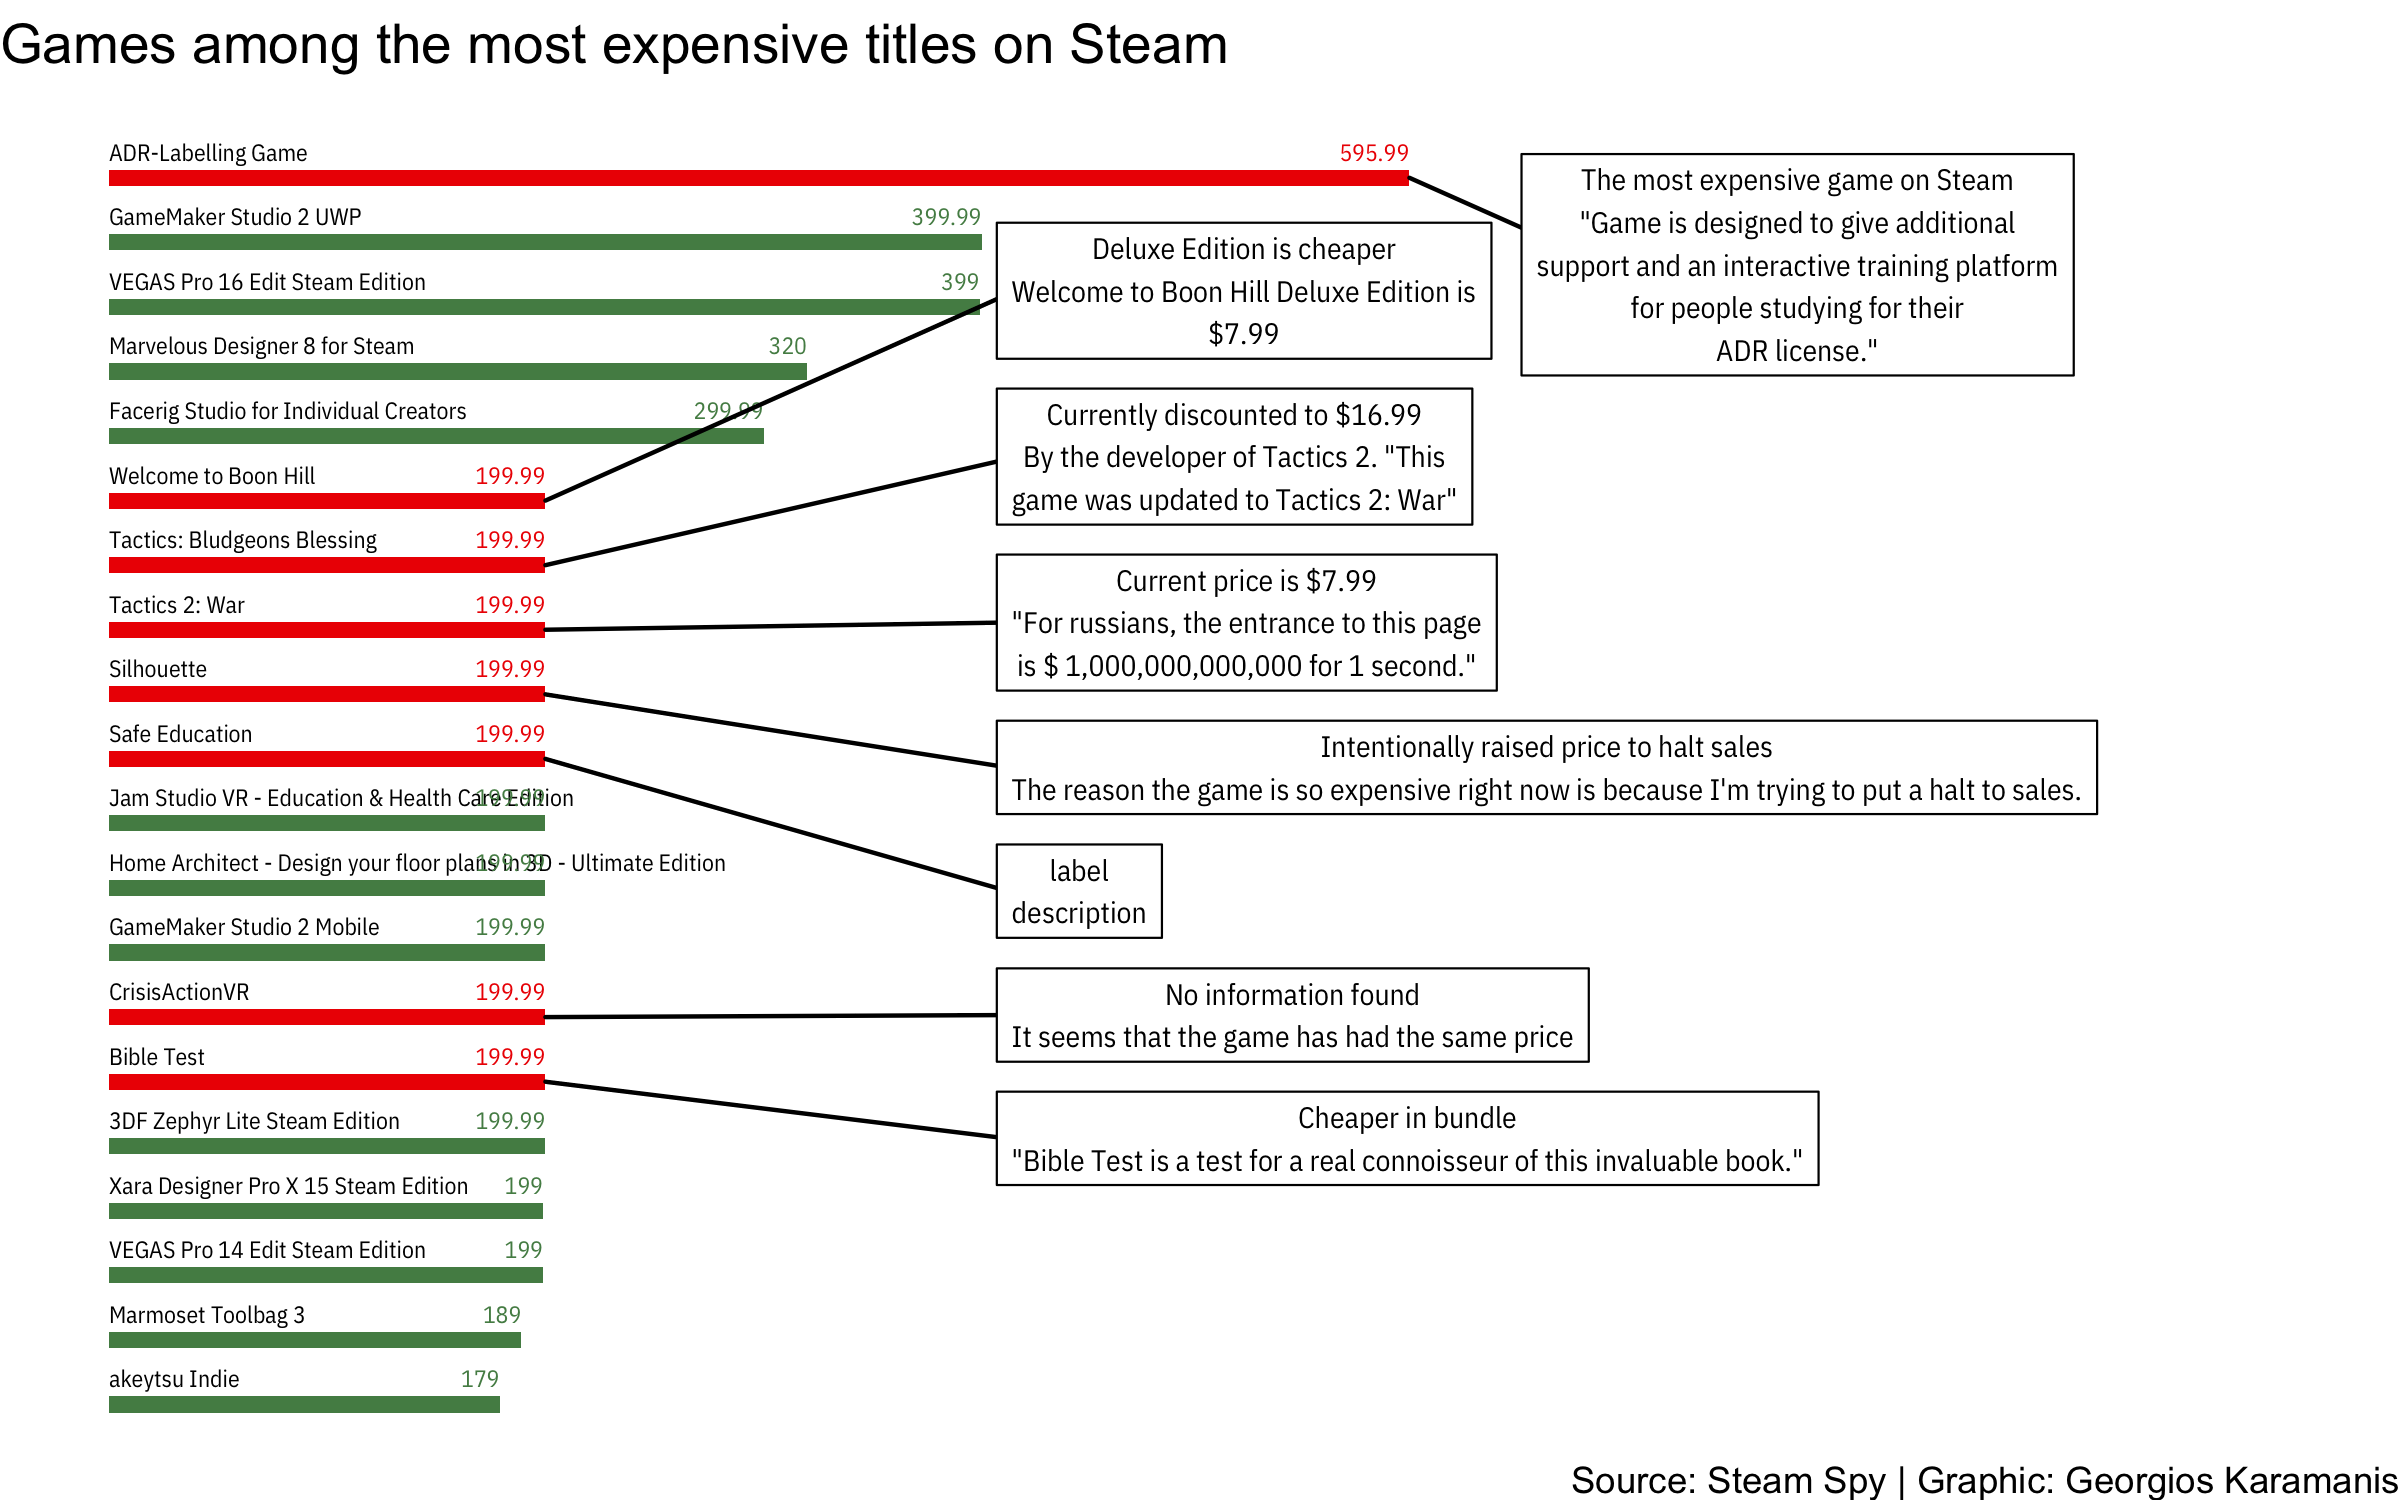 Games among the most expensive titles on Steam
ADR-Labelling Game
595.99
The most expensive game on Steam
"Game is designed to give additional
support and an interactive training platform
for people studying for their
ADR license."
GameMaker Studio 2 UWP
399.99
Deluxe Edition is cheaper
Welcome to Boon Hill Deluxe Edition is
$7.99
VEGAS Pro 16 Edit Steam Edition
399
Marvelous Designer 8 for Steam
320
Facerig Studio for Individual Creators
299.99
Currently discounted to $16.99
By the developer of Tactics 2. "This
game was updated to Tactics 2: War"
Welcome to Boon Hill
199.99
Tactics: Bludgeons Blessing
199.99
Current price is $7.99
"For russians, the entrance to this page
is $ 1,000,000,000,000 for 1 second."
Tactics 2: War
199.99
Silhouette
199.99
Intentionally raised price to halt sales
The reason the game is so expensive right now is because I'm trying to put a halt to sales.
Safe Education
199.99
Jam Studio VR - Education & Health Care Edition
199.99
label
description
Home Architect - Design your floor plans in 3D - Ultimate Edition
199.99
GameMaker Studio 2 Mobile
199.99
CrisisActionVR
199.99
No information found
It seems that the game has had the same price
Bible Test
199.99
Cheaper in bundle
"Bible Test is a test for a real connoisseur of this invaluable book."
3DF Zephyr Lite Steam Edition
199.99
Xara Designer Pro X 15 Steam Edition
199
VEGAS Pro 14 Edit Steam Edition
199
Marmoset Toolbag 3
189
akeytsu Indie
179
Source: Steam Spy | Graphic: Georgios Karamanis